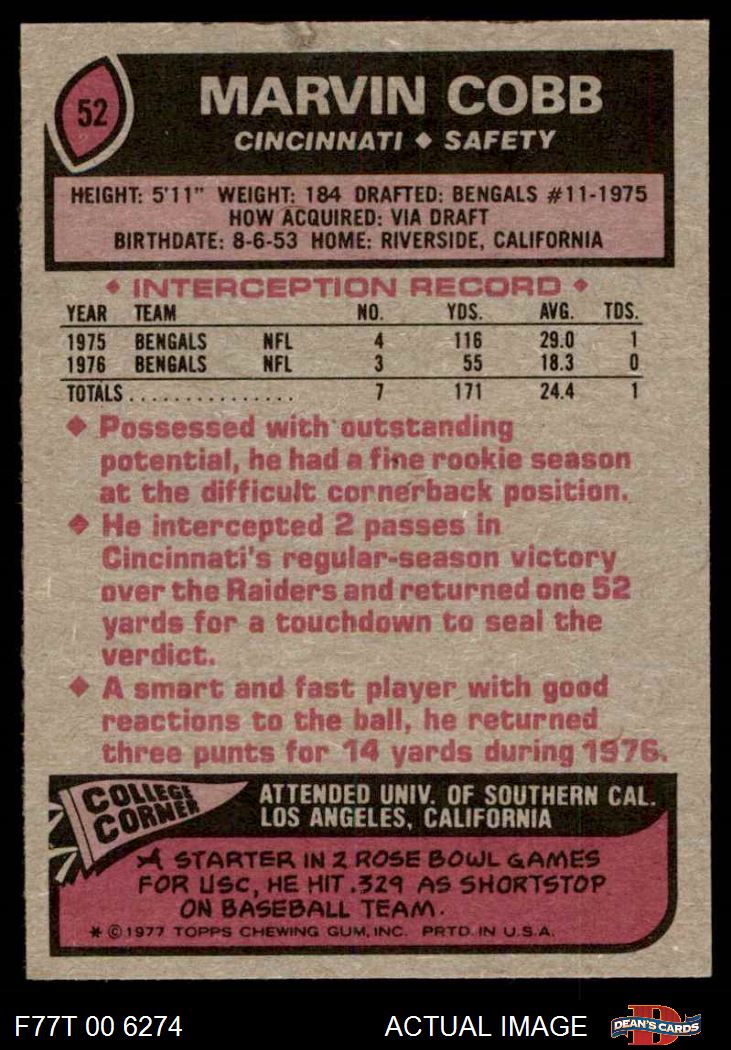 52
MARVIN COBB
CINCINNATI ◆ SAFETY
HEIGHT: 5'11" WEIGHT: 184 DRAFTED: BENGALS #11-1975
HOW ACQUIRED: VIA DRAFT
BIRTHDATE: 8-6-53 HOME: RIVERSIDE, CALIFORNIA
◆ INTERCEPTION RECORD ◆
YEAR TEAM NO. YDS. AVG. TDS.
1975 BENGALS NFL 4 116 29.0 1
1976 BENGALS NFL 3 55 18.3 0
TOTALS............... 7 171 24.4 1
◆ Possessed with outstanding
potential, he had a fine rookie season
at the difficult cornerback position.
◆ He intercepted 2 passes in
Cincinnati's regular-season victory
over the Raiders and returned one 52
yards for a touchdown to seal the
verdict.
◆ A smart and fast player with good
reactions to the ball, he returned
three punts for 14 yards during 1976.
COLLEGE
CORNER
ATTENDED UNIV. OF SOUTHERN CAL.
LOS ANGELES, CALIFORNIA
A STARTER IN 2 ROSE BOWL GAMES
FOR USC, HE HIT .329 AS SHORTSTOP
ON BASEBALL TEAM.
* © 1977 TOPPS CHEWING GUM, INC. PRTD. IN U.S.A.
F77T 00 6274 ACTUAL IMAGE
DEAN'S CARDS